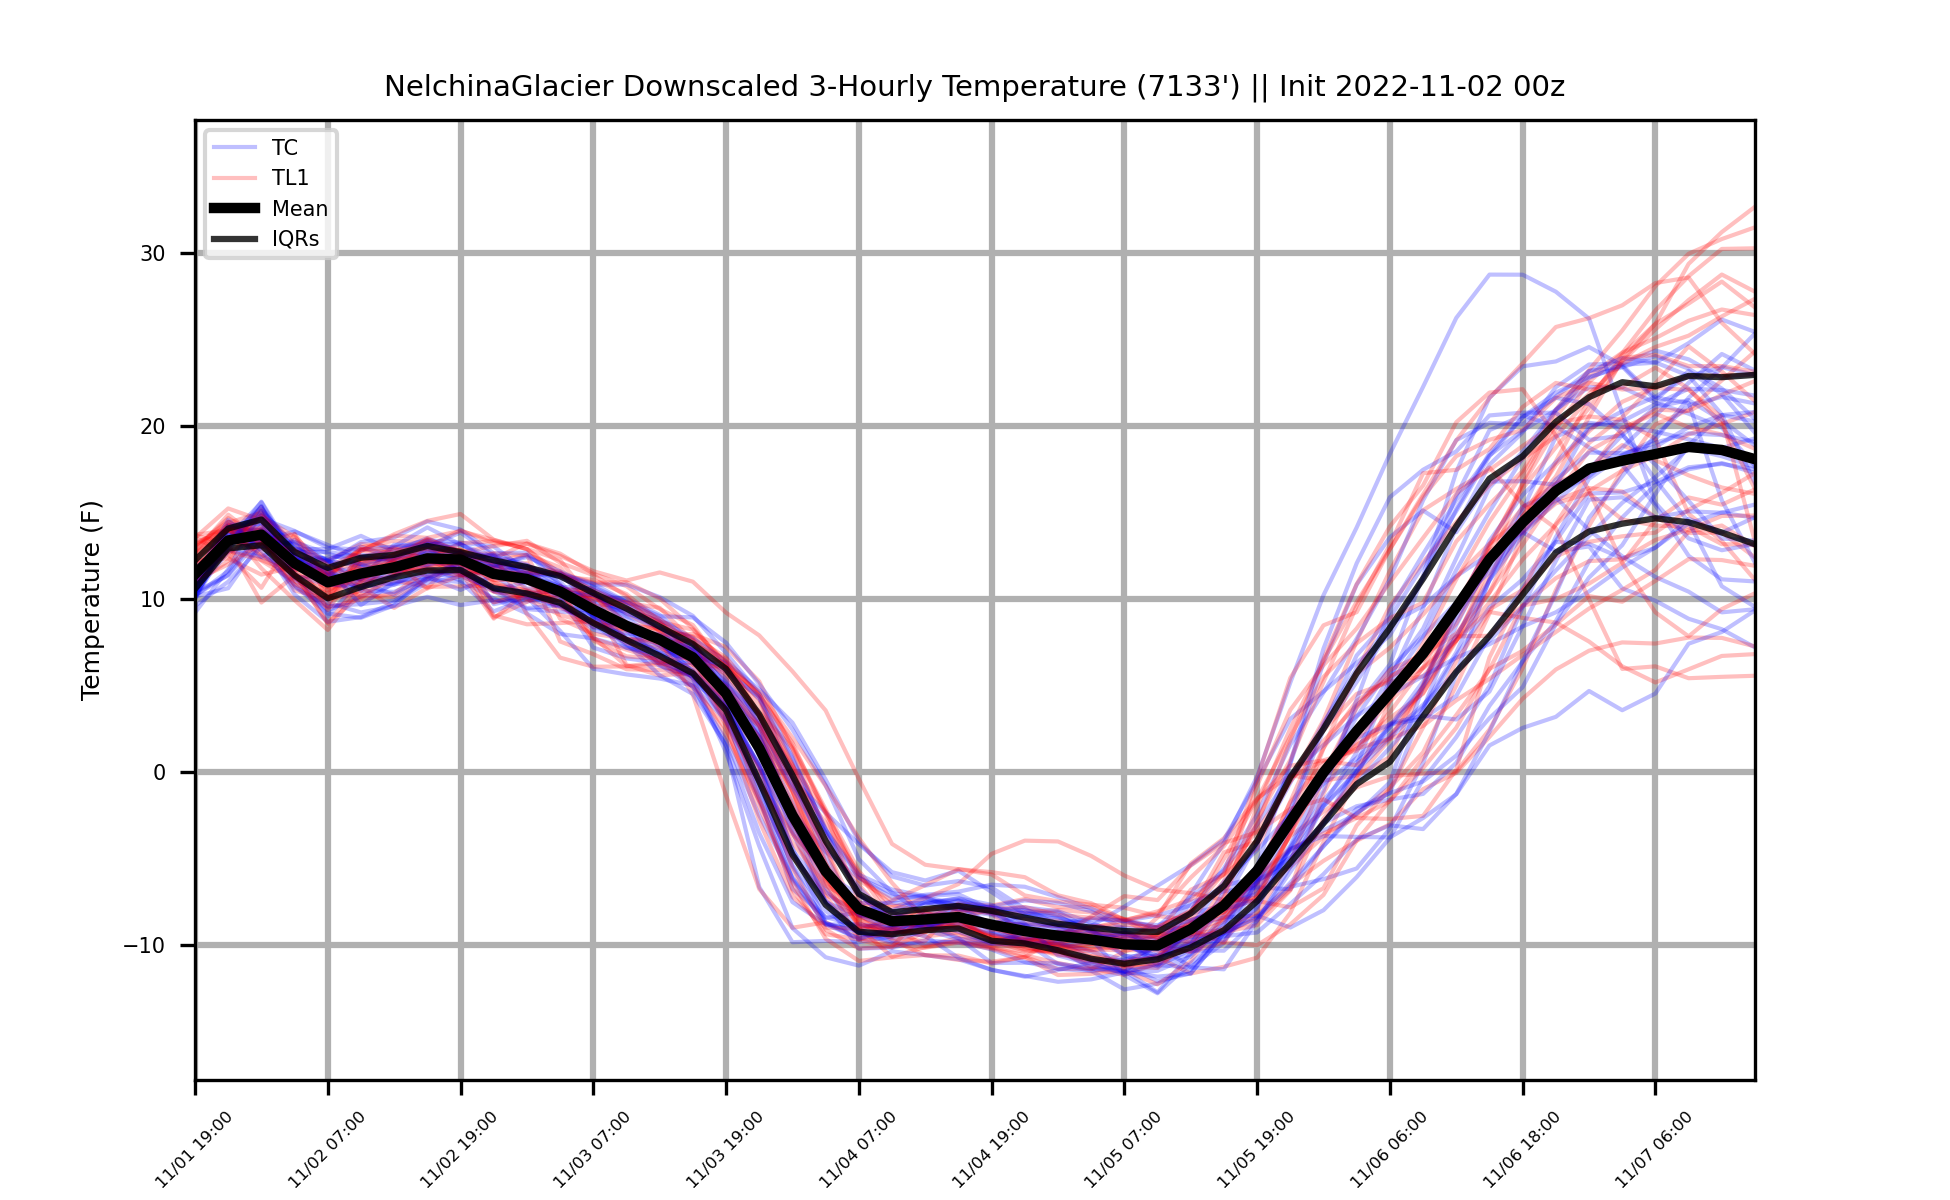 NelchinaGlacier Downscaled 3-Hourly Temperature (7133') || Init 2022-11-02 00z
TC
TL1
Mean
IQRs
Temperature (F)
30
20
10
0
−10
11/01 19:00
11/02 07:00
11/02 19:00
11/03 07:00
11/03 19:00
11/04 07:00
11/04 19:00
11/05 07:00
11/05 19:00
11/06 06:00
11/06 18:00
11/07 06:00